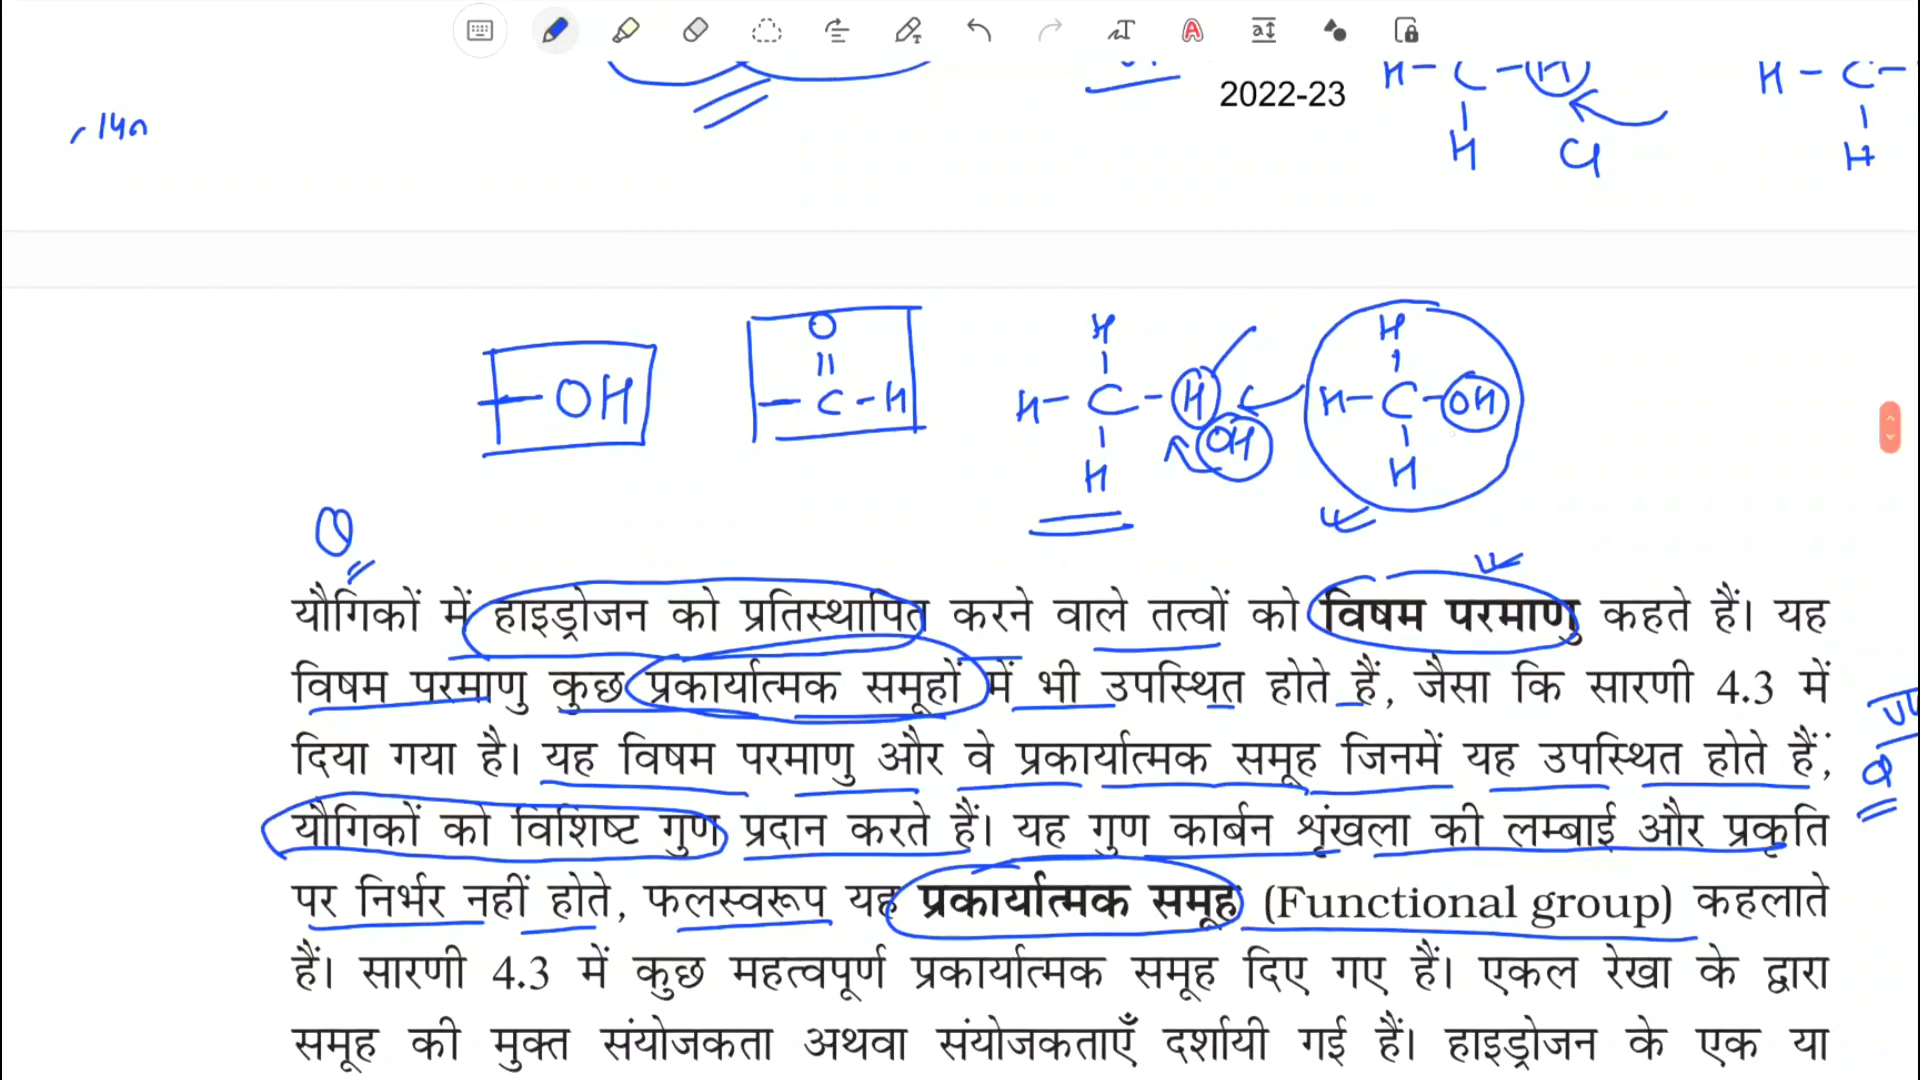 2022-23
H – C – H
H – C –
H
Cl
H
O
||
– C – H
– OH
H
H – C – H
OH
H
H
H – C – OH
H
Q
यौगिकों में हाइड्रोजन को प्रतिस्थापित करने वाले तत्वों को विषम परमाणु कहते हैं। यह
विषम परमाणु कुछ प्रकार्यात्मक समूहों में भी उपस्थित होते हैं, जैसा कि सारणी 4.3 में
दिया गया है। यह विषम परमाणु और वे प्रकार्यात्मक समूह जिनमें यह उपस्थित होते हैं,
यौगिकों को विशिष्ट गुण प्रदान करते हैं। यह गुण कार्बन श्रृंखला की लम्बाई और प्रकृति
पर निर्भर नहीं होते, फलस्वरूप यह प्रकार्यात्मक समूह (Functional group) कहलाते
हैं। सारणी 4.3 में कुछ महत्वपूर्ण प्रकार्यात्मक समूह दिए गए हैं। एकल रेखा के द्वारा
समूह की मुक्त संयोजकता अथवा संयोजकताएँ दर्शायी गई हैं। हाइड्रोजन के एक या